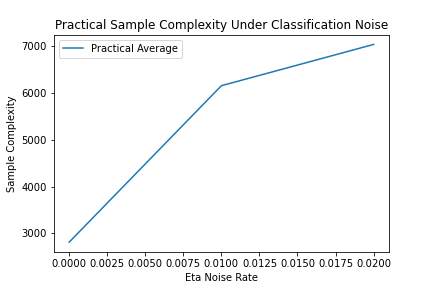 Practical Sample Complexity Under Classification Noise
Practical Average
7000
6000
5000
4000
3000
Sample Complexity
0.0000 0.0025 0.0050 0.0075 0.0100 0.0125 0.0150 0.0175 0.0200
Eta Noise Rate